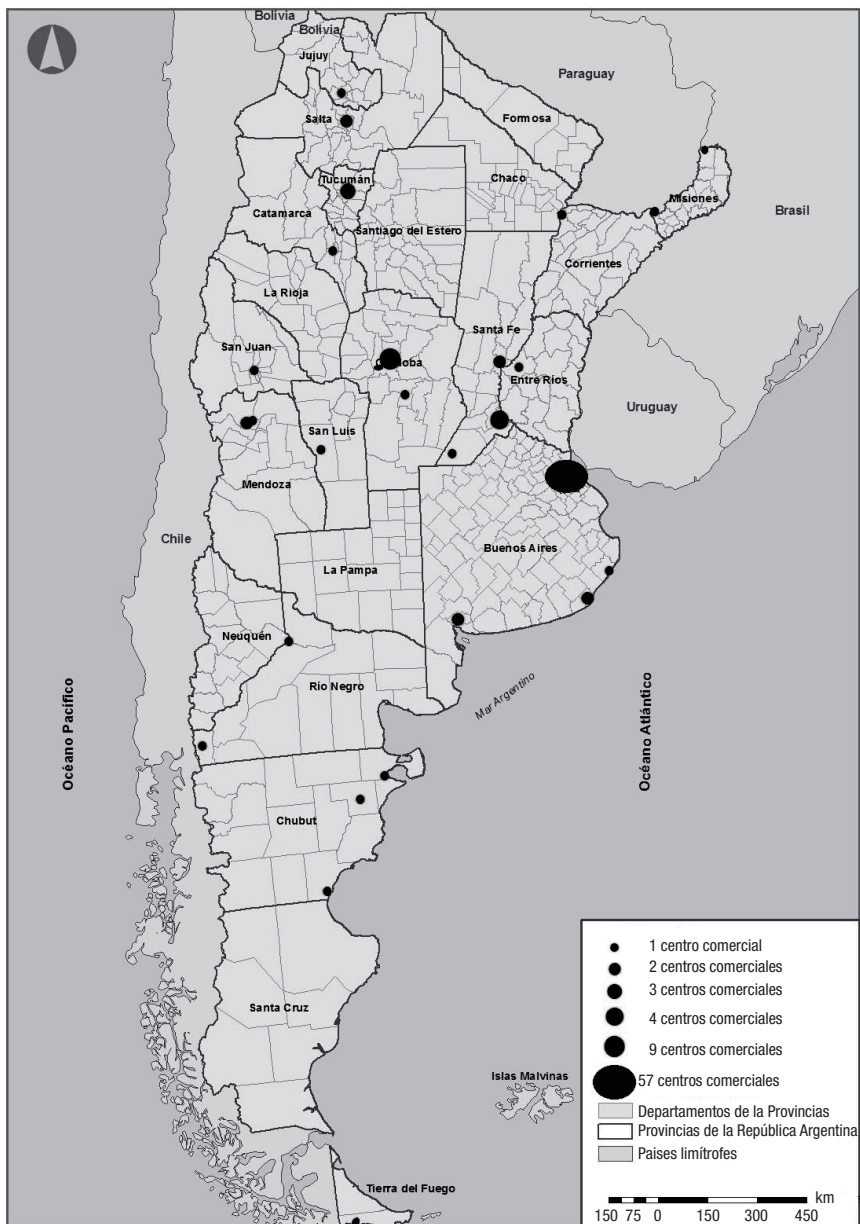 Bolivia
Bolivia
Jujuy
Paraguay
Salta
Formosa
Tucumán
Chaco
Misiones
Catamarca
Brasil
Santiago del Estero
Corrientes
La Rioja
Santa Fe
San Juan
Córdoba
Entre Ríos
Uruguay
San Luis
Mendoza
Chile
Buenos Aires
La Pampa
Neuquén
Río Negro
Mar Argentino
Océano Pacífico
Océano Atlántico
Chubut
Santa Cruz
Islas Malvinas
Tierra del Fuego
1 centro comercial
2 centros comerciales
3 centros comerciales
4 centros comerciales
9 centros comerciales
57 centros comerciales
Departamentos de la Provincias
Provincias de la República Argentina
Paises limítrofes
km
150 75 0 150 300 450